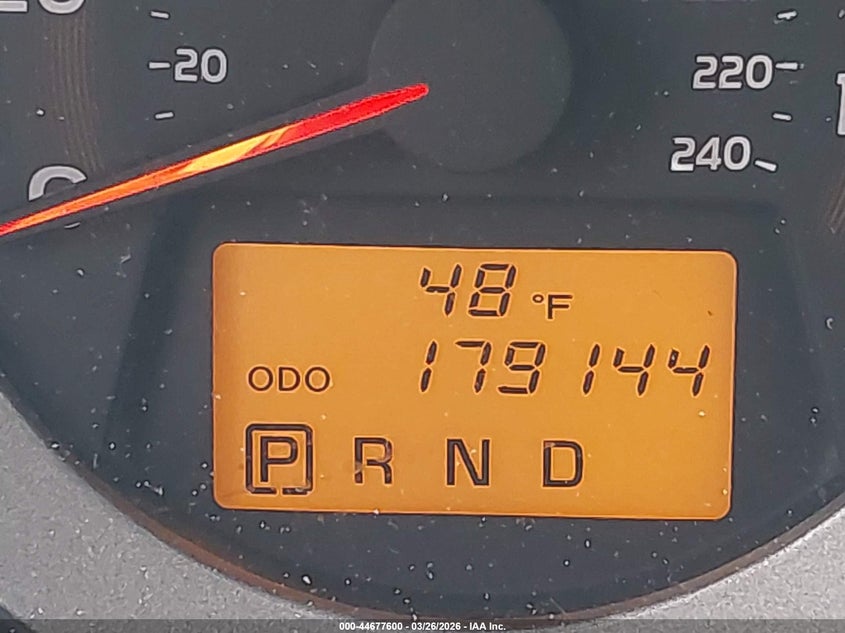 20
220
240
48 °F
ODO 179144
P R N D
000-44677600 - 03/26/2026 - IAA Inc.